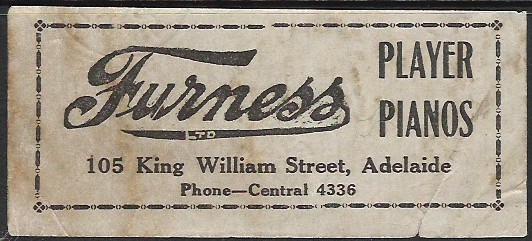 Furness
LTD
PLAYER
PIANOS
105 King William Street, Adelaide
Phone—Central 4336